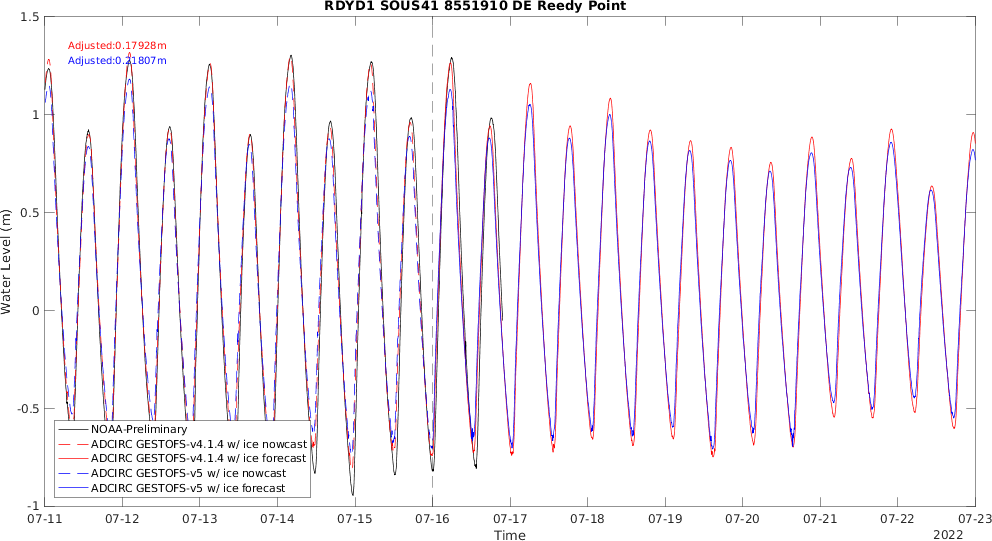 RDYD1 SOUS41 8551910 DE Reedy Point
1.5
Adjusted:0.17928m
Adjusted:0.21807m
1
0.5
Water Level (m)
0
-0.5
-1
NOAA-Preliminary
ADCIRC GESTOFS-v4.1.4 w/ ice nowcast
ADCIRC GESTOFS-v4.1.4 w/ ice forecast
ADCIRC GESTOFS-v5 w/ ice nowcast
ADCIRC GESTOFS-v5 w/ ice forecast
07-11 07-12 07-13 07-14 07-15 07-16 07-17 07-18 07-19 07-20 07-21 07-22 07-23
Time
2022